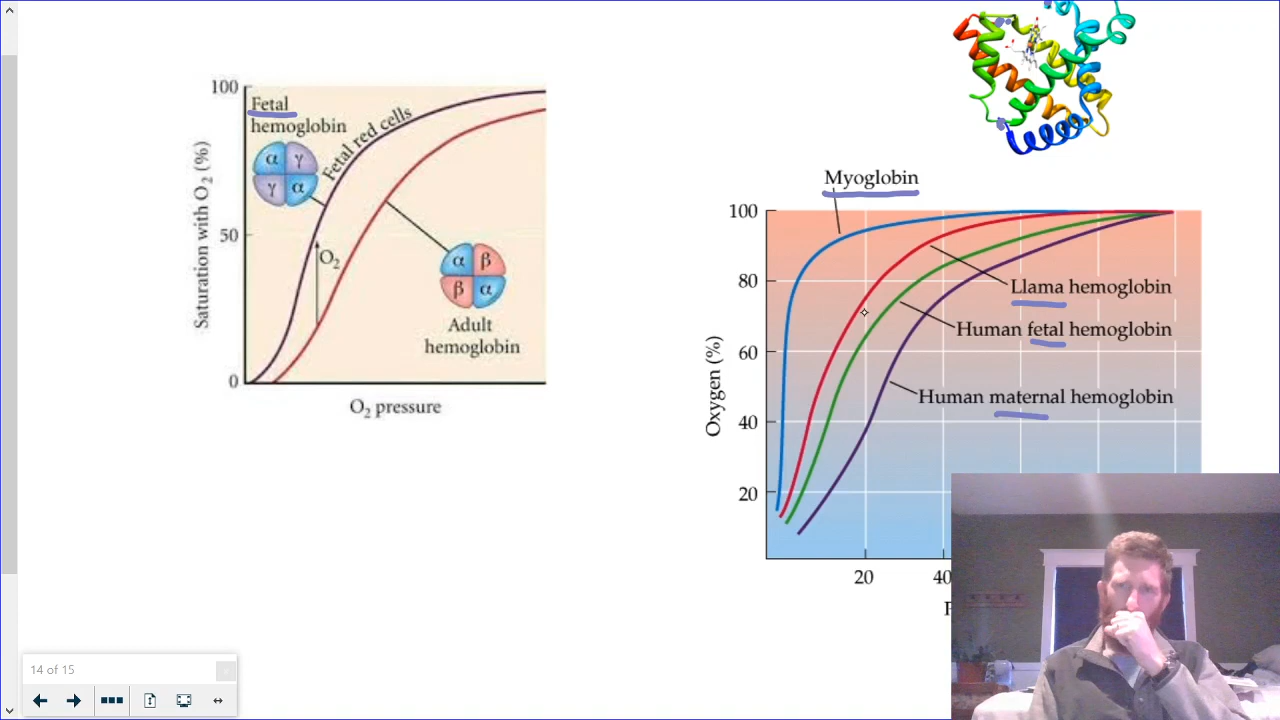 100
Fetal
hemoglobin
α γ
γ α
Fetal red cells
Saturation with O₂ (%)
50
O₂
α β
β α
Adult
hemoglobin
0
O₂ pressure
Myoglobin
100
Llama hemoglobin
80
Human fetal hemoglobin
60
Oxygen (%)
Human maternal hemoglobin
40
20
20
40
14 of 15